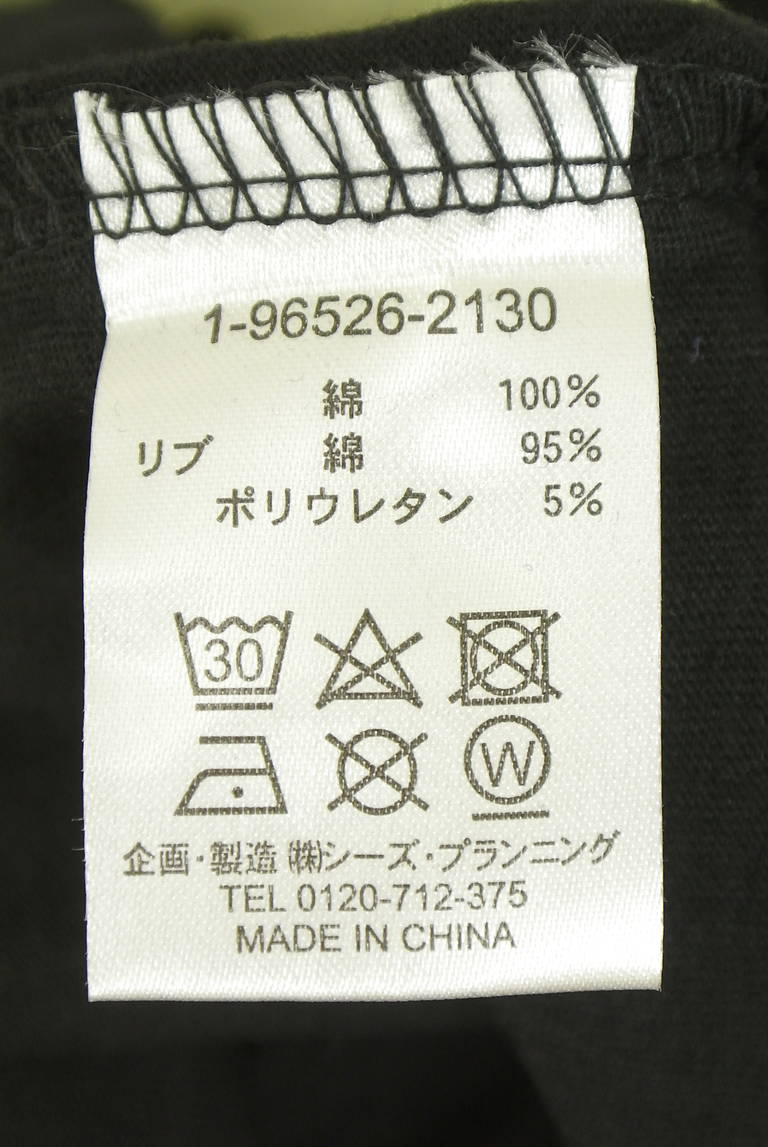 1-96526-2130
綿 100%
リブ 綿 95%
ポリウレタン 5%
30
W
企画・製造 ㈱シーズ・プランニング
TEL 0120-712-375
MADE IN CHINA